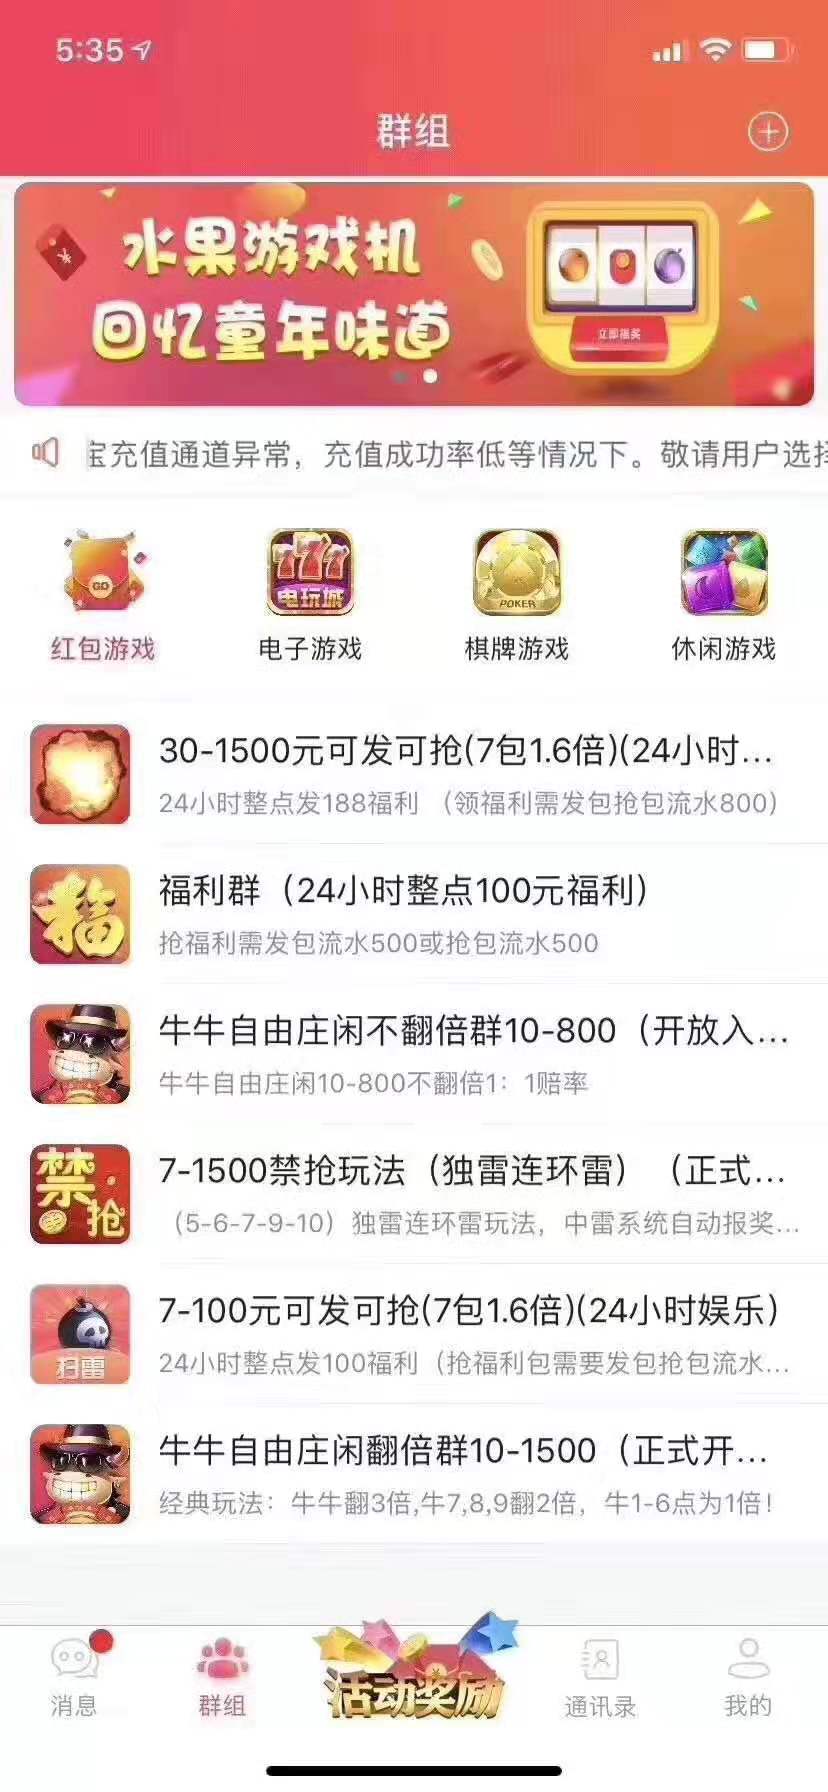 5:35
群组
水果游戏机
回忆童年味道
立即摇奖
宝充值通道异常，充值成功率低等情况下。敬请用户选择
GO
777
电玩城
POKER
红包游戏
电子游戏
棋牌游戏
休闲游戏
30-1500元可发可抢(7包1.6倍)(24小时...
24小时整点发188福利 （领福利需发包抢包流水800）
福
福利群（24小时整点100元福利）
抢福利需发包流水500或抢包流水500
牛牛自由庄闲不翻倍群10-800（开放入...
牛牛自由庄闲10-800不翻倍1：1赔率
禁抢
7-1500禁抢玩法（独雷连环雷）（正式...
（5-6-7-9-10）独雷连环雷玩法，中雷系统自动报奖...
扫雷
7-100元可发可抢(7包1.6倍)(24小时娱乐)
24小时整点发100福利（抢福利包需要发包抢包流水...
牛牛自由庄闲翻倍群10-1500（正式开...
经典玩法：牛牛翻3倍,牛7,8,9翻2倍，牛1-6点为1倍！
消息
群组
活动奖励
通讯录
我的